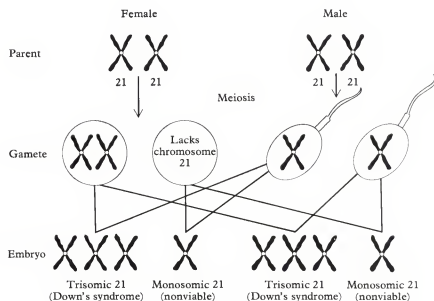 Female Male
Parent
21 21 21 21
Meiosis
Gamete
Lacks
chromosome
21
Embryo
Trisomic 21 Monosomic 21 Trisomic 21 Monosomic 21
(Down's syndrome) (nonviable) (Down's syndrome) (nonviable)